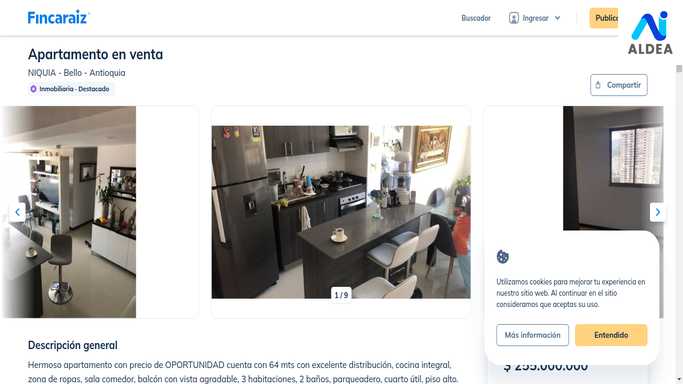 Fincaraiz
Buscador
Ingresar
Publica
ALDEA
Apartamento en venta
NIQUIA - Bello - Antioquia
Inmobiliaria - Destacado
Compartir
1 / 9
Utilizamos cookies para mejorar tu experiencia en
nuestro sitio web. Al continuar en el sitio
consideramos que aceptas su uso.
Más información
Entendido
$ 255.000.000
Descripción general
Hermoso apartamento con precio de OPORTUNIDAD cuenta con 64 mts con excelente distribución, cocina integral,
zona de ropas, sala comedor, balcón con vista agradable, 3 habitaciones, 2 baños, parqueadero, cuarto útil, piso alto.